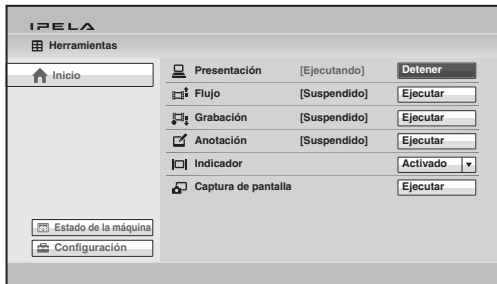 IPELA
Herramientas
Inicio
Presentación [Ejecutando] Detener
Flujo [Suspendido] Ejecutar
Grabación [Suspendido] Ejecutar
Anotación [Suspendido] Ejecutar
Indicador Activado
Captura de pantalla Ejecutar
Estado de la máquina
Configuración